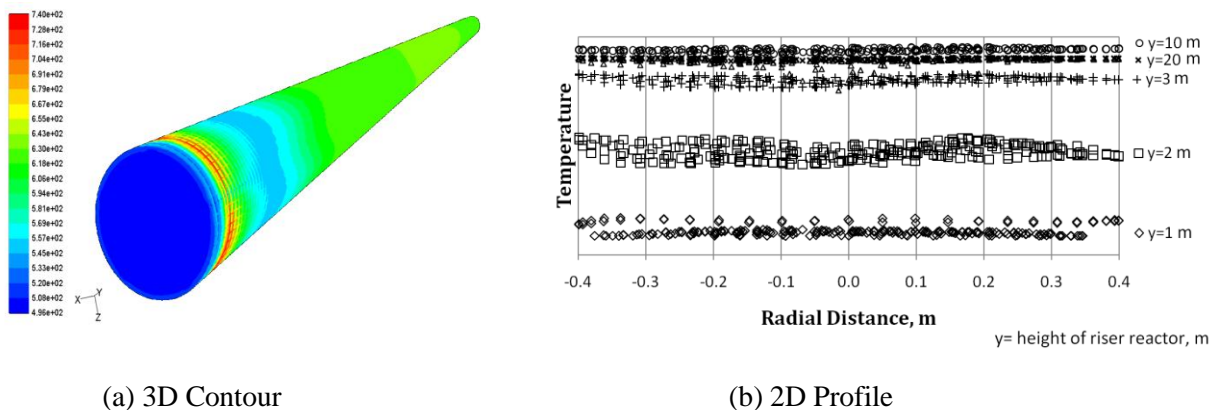 7.40e+02
7.28e+02
7.16e+02
7.03e+02
6.91e+02
6.79e+02
6.67e+02
6.55e+02
6.43e+02
6.30e+02
6.18e+02
6.06e+02
5.94e+02
5.81e+02
5.69e+02
5.57e+02
5.45e+02
5.33e+02
5.20e+02
5.08e+02
4.96e+02
X Y
Z
Temperature
y=10 m
y=20 m
y=3 m
y=2 m
y=1 m
-0.4 -0.3 -0.2 -0.1 0.0 0.1 0.2 0.3 0.4
Radial Distance, m
y= height of riser reactor, m
(a) 3D Contour
(b) 2D Profile